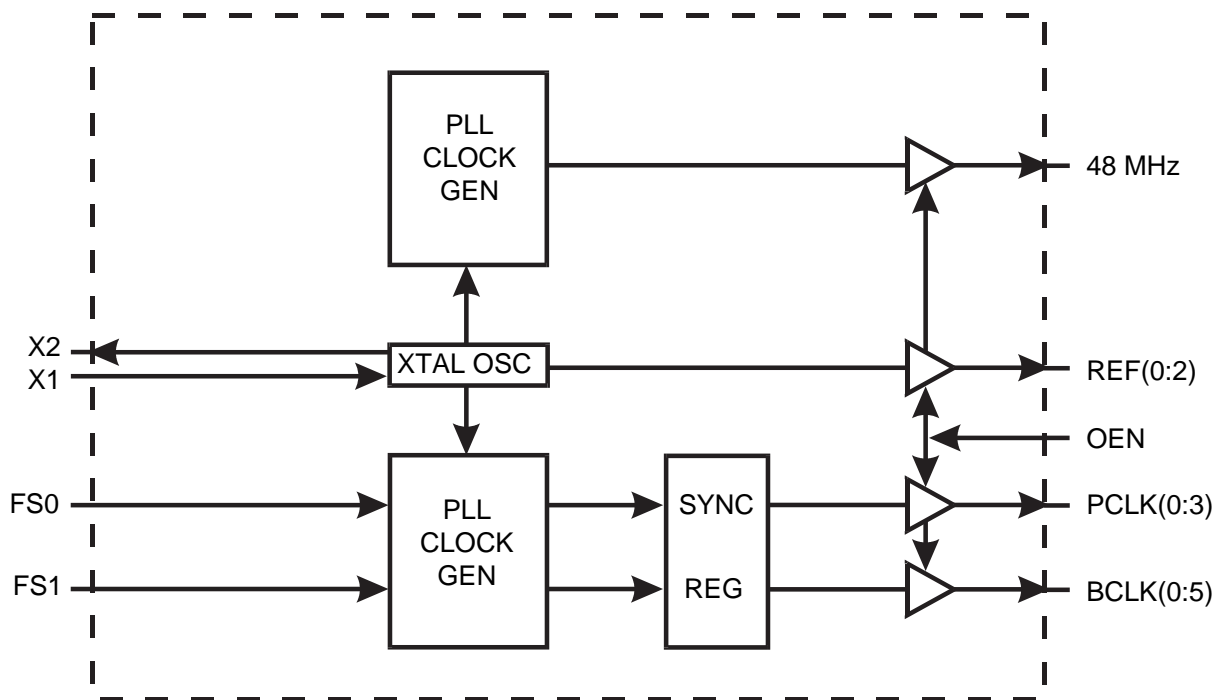 PLL
CLOCK
GEN
48 MHz
X2
X1
XTAL OSC
REF(0:2)
OEN
FS0
FS1
PLL
CLOCK
GEN
SYNC
REG
PCLK(0:3)
BCLK(0:5)